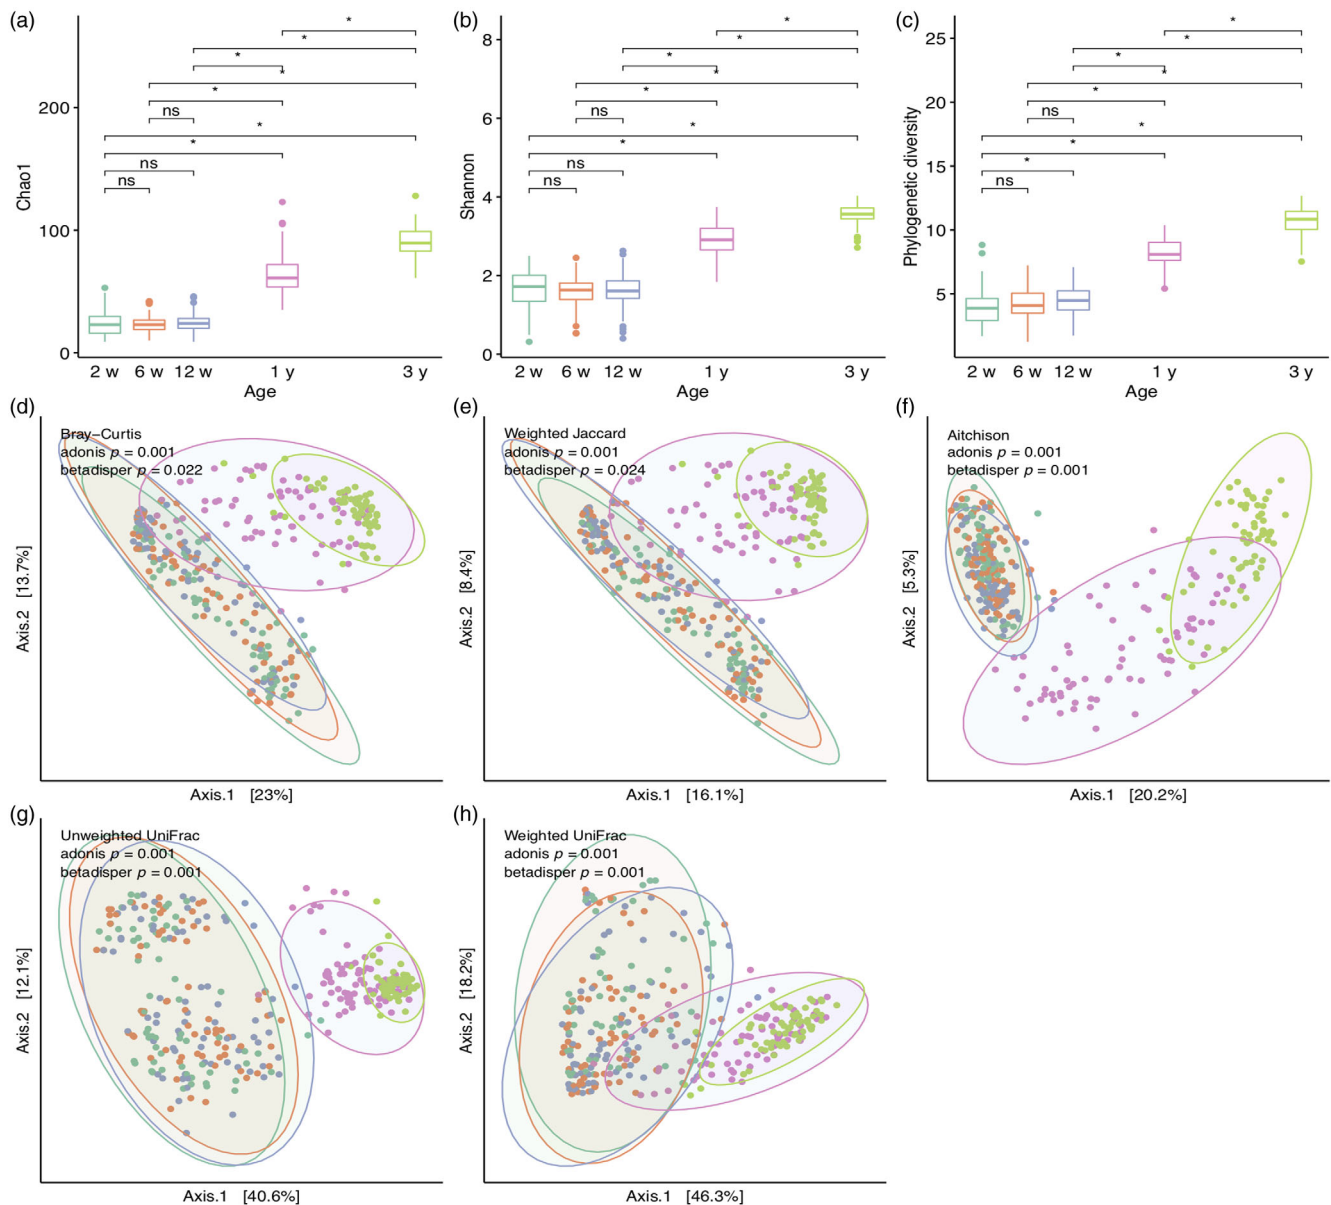 (a)
*
*
*
*
*
ns
*
*
ns
ns
200
100
0
Chao1
2 w 6 w 12 w 1 y 3 y
Age
(b)
*
*
*
*
*
ns
*
*
ns
ns
8
6
4
2
0
Shannon
2 w 6 w 12 w 1 y 3 y
Age
(c)
*
*
*
*
*
ns
*
*
*
ns
25
20
15
10
5
Phylogenetic diversity
2 w 6 w 12 w 1 y 3 y
Age
(d)
Bray–Curtis
adonis p = 0.001
betadisper p = 0.022
Axis.2 [13.7%]
Axis.1 [23%]
(e)
Weighted Jaccard
adonis p = 0.001
betadisper p = 0.024
Axis.2 [8.4%]
Axis.1 [16.1%]
(f)
Aitchison
adonis p = 0.001
betadisper p = 0.001
Axis.2 [5.3%]
Axis.1 [20.2%]
(g)
Unweighted UniFrac
adonis p = 0.001
betadisper p = 0.001
Axis.2 [12.1%]
Axis.1 [40.6%]
(h)
Weighted UniFrac
adonis p = 0.001
betadisper p = 0.001
Axis.2 [18.2%]
Axis.1 [46.3%]